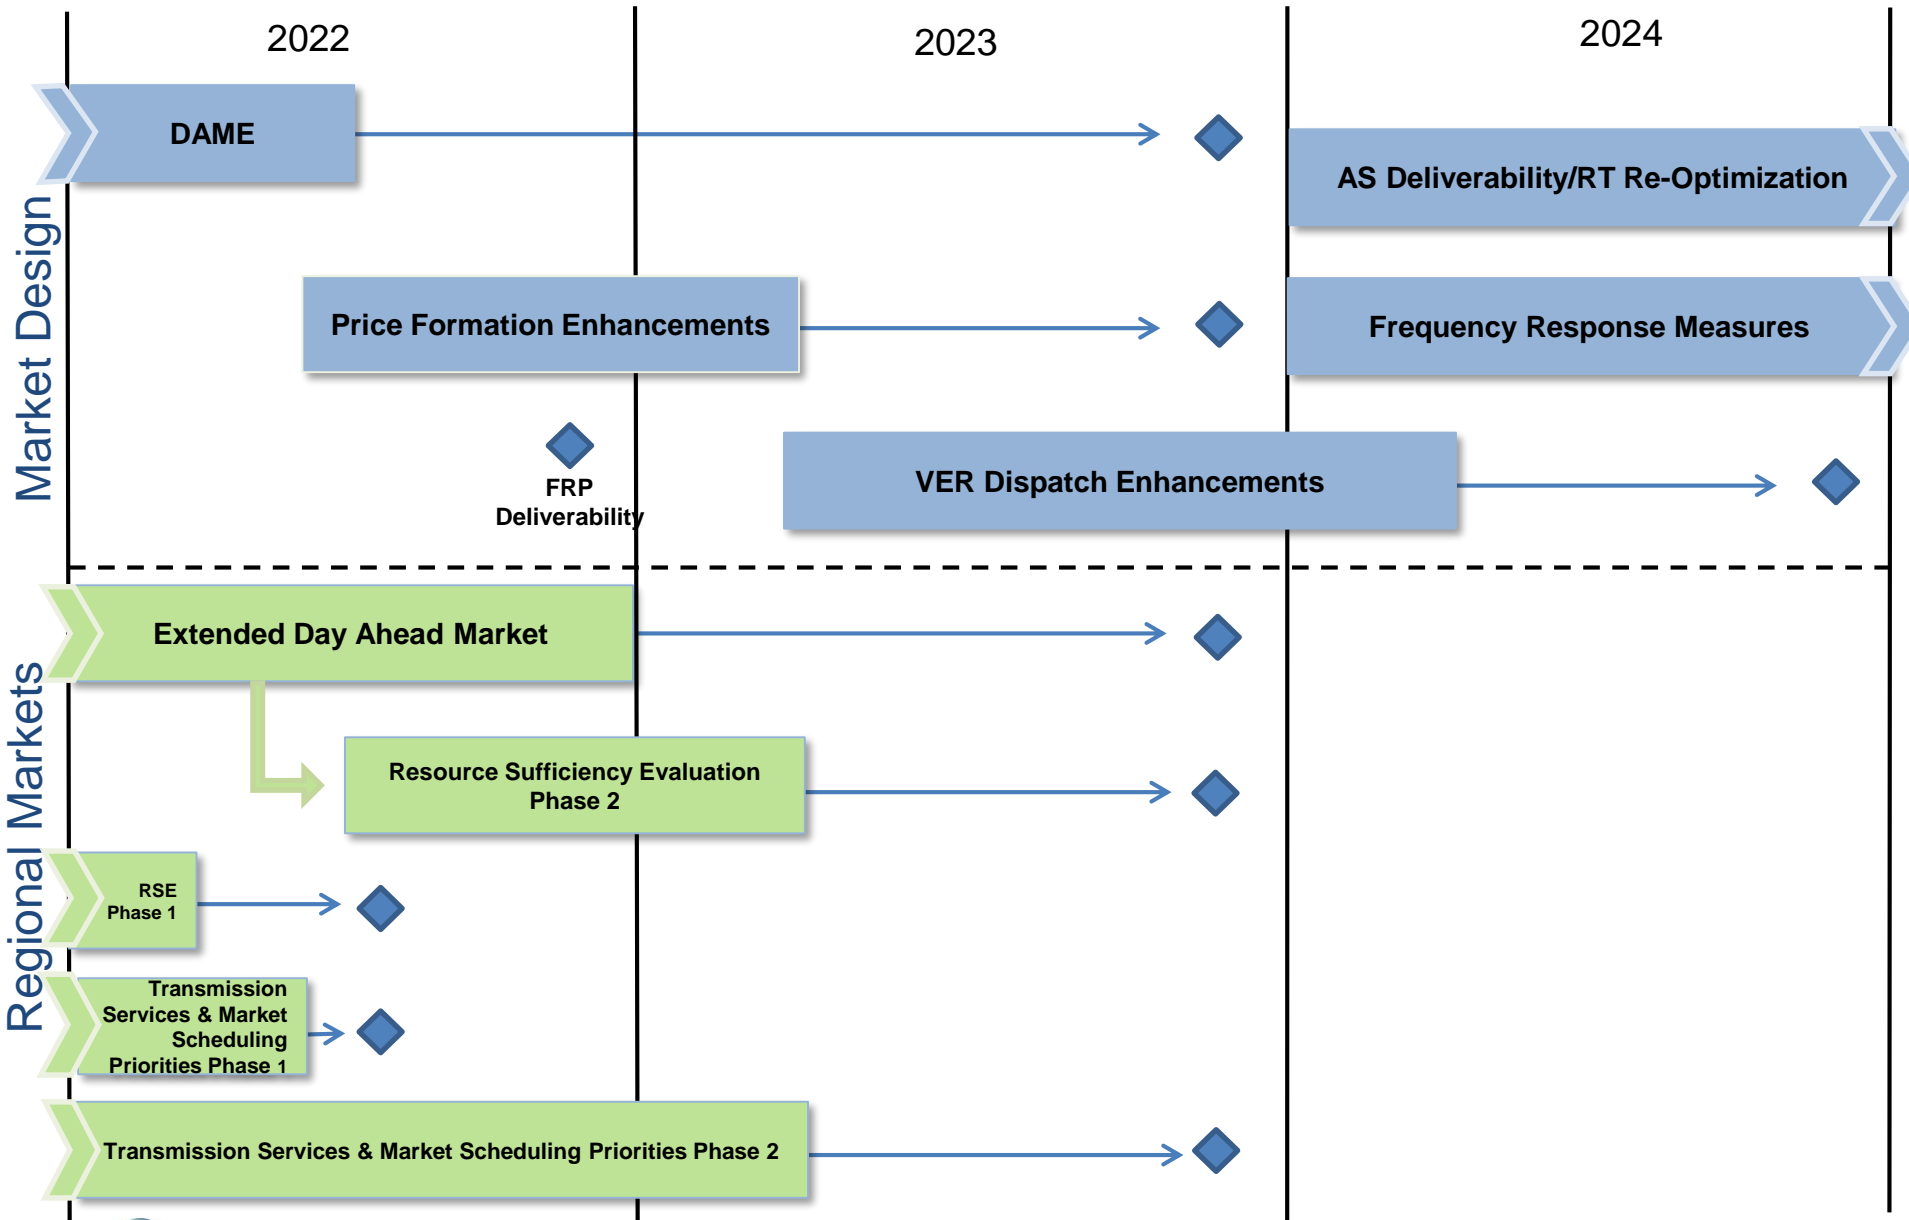 2022
2023
2024
Market Design
DAME
AS Deliverability/RT Re-Optimization
Price Formation Enhancements
Frequency Response Measures
FRP
Deliverability
VER Dispatch Enhancements
Regional Markets
Extended Day Ahead Market
Resource Sufficiency Evaluation
Phase 2
RSE
Phase 1
Transmission
Services & Market
Scheduling
Priorities Phase 1
Transmission Services & Market Scheduling Priorities Phase 2